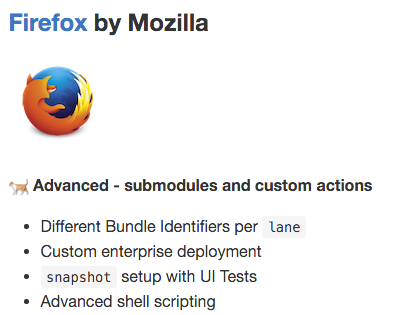 Firefox by Mozilla
Advanced - submodules and custom actions
Different Bundle Identifiers per lane
Custom enterprise deployment
snapshot setup with UI Tests
Advanced shell scripting